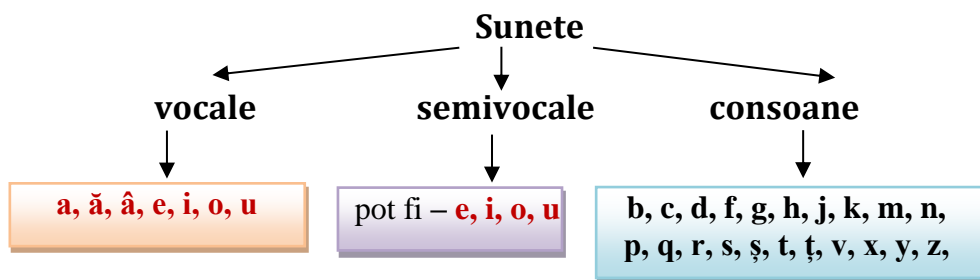 Sunete
vocale semivocale consoane
a, ă, â, e, i, o, u
pot fi – e, i, o, u
b, c, d, f, g, h, j, k, m, n,
p, q, r, s, ș, t, ț, v, x, y, z,